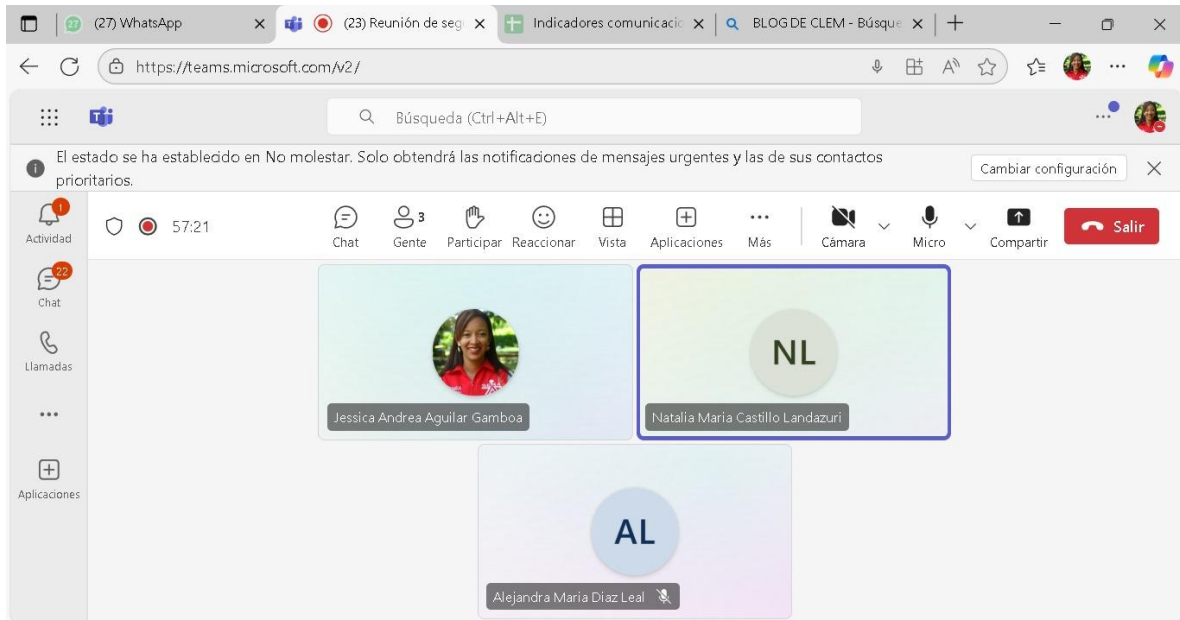 (27) WhatsApp
(23) Reunión de seg
Indicadores comunicacio
BLOG DE CLEM - Búsque
https://teams.microsoft.com/v2/
Búsqueda (Ctrl+Alt+E)
El estado se ha establecido en No molestar. Solo obtendrá las notificaciones de mensajes urgentes y las de sus contactos
prioritarios.
Cambiar configuración
1
Actividad
57:21
Chat
Gente
3
Participar
Reaccionar
Vista
Aplicaciones
Más
Cámara
Micro
Compartir
Salir
22
Chat
Llamadas
Aplicaciones
Jessica Andrea Aguilar Gamboa
NL
Natalia Maria Castillo Landazuri
AL
Alejandra Maria Diaz Leal